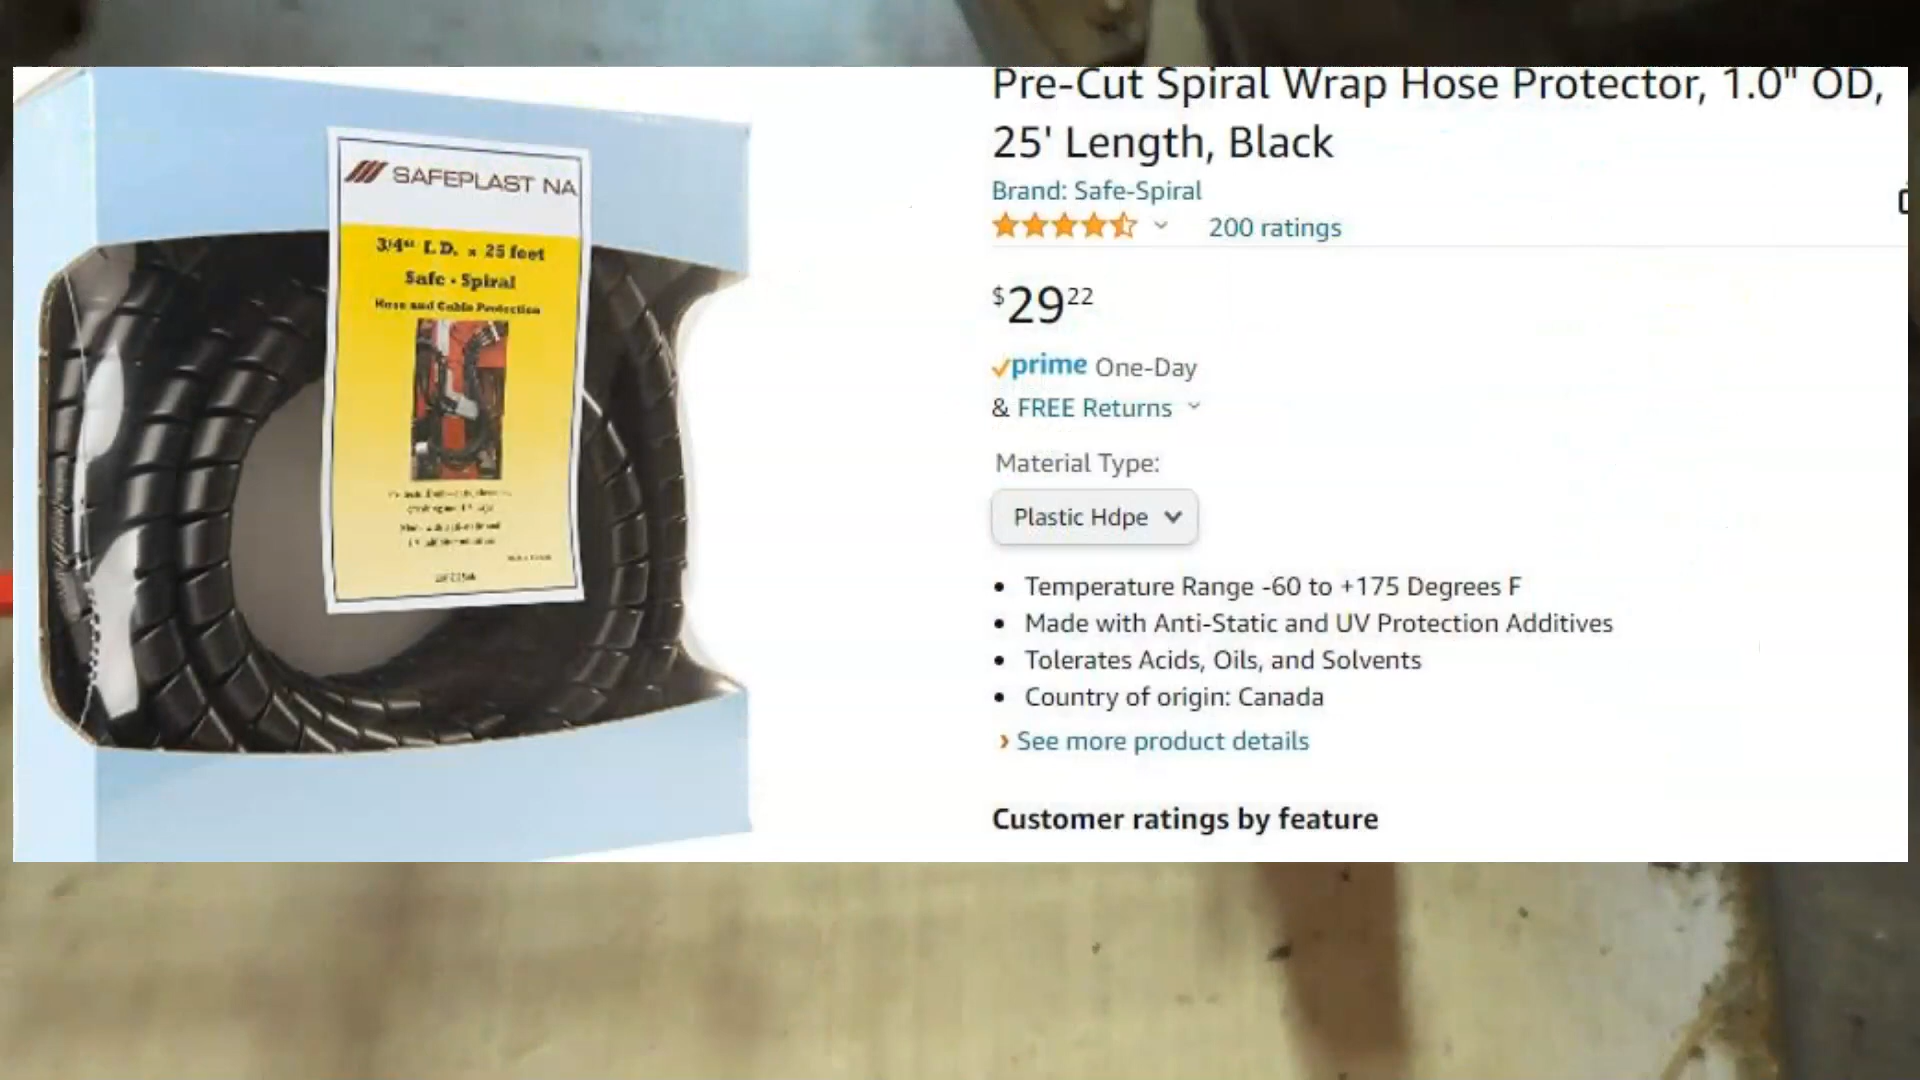 Pre-Cut Spiral Wrap Hose Protector, 1.0" OD,
25' Length, Black
Brand: Safe-Spiral
200 ratings
$29.22
prime One-Day
& FREE Returns
Material Type:
Plastic Hdpe
• Temperature Range -60 to +175 Degrees F
• Made with Anti-Static and UV Protection Additives
• Tolerates Acids, Oils, and Solvents
• Country of origin: Canada
› See more product details
Customer ratings by feature
SAFEPLAST NA
3/4" I.D. x 25 feet
Safe - Spiral
Hose and Cable Protection